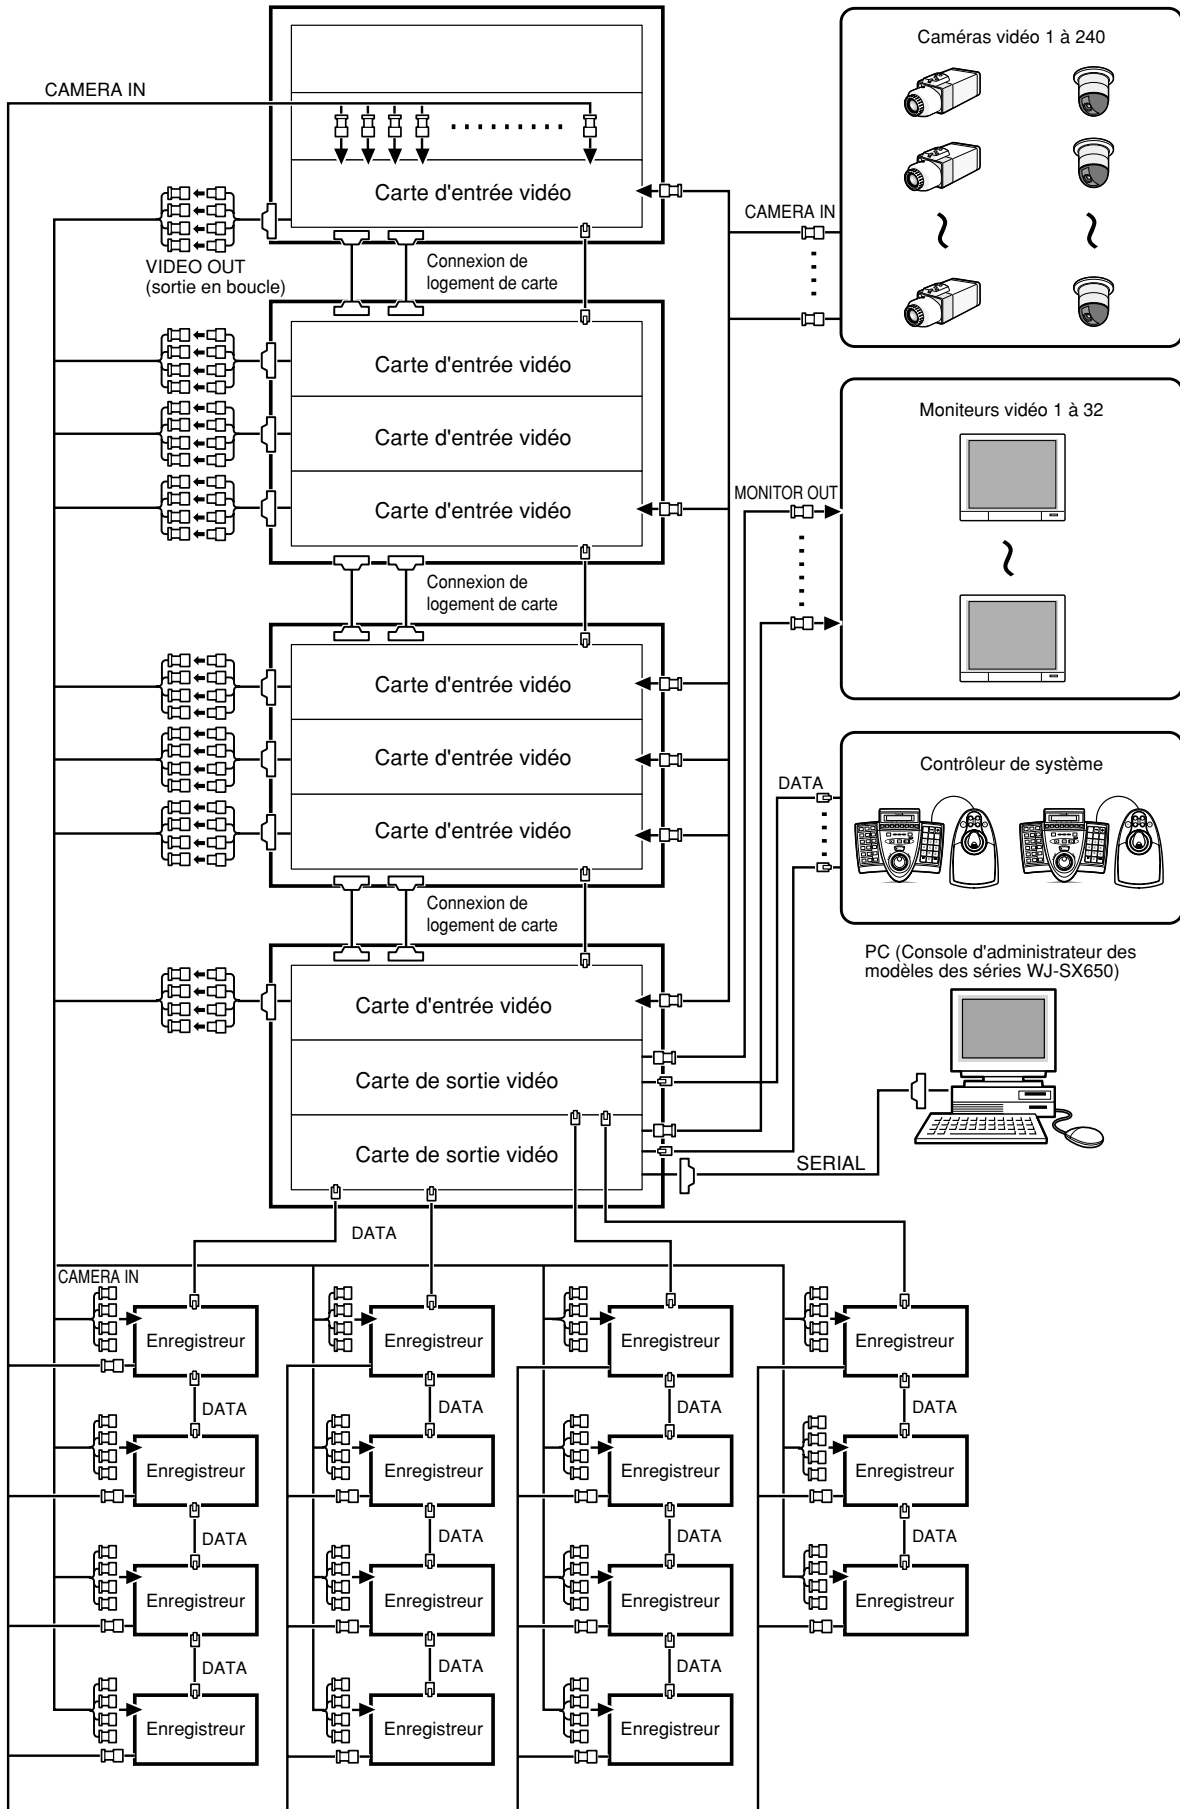 Caméras vidéo 1 à 240
CAMERA IN
Carte d'entrée vidéo
CAMERA IN
VIDEO OUT
(sortie en boucle)
Connexion de
logement de carte
Carte d'entrée vidéo
Moniteurs vidéo 1 à 32
Carte d'entrée vidéo
MONITOR OUT
Carte d'entrée vidéo
Connexion de
logement de carte
Carte d'entrée vidéo
Carte d'entrée vidéo
Contrôleur de système
DATA
Carte d'entrée vidéo
Connexion de
logement de carte
PC (Console d'administrateur des
modèles des séries WJ-SX650)
Carte d'entrée vidéo
Carte de sortie vidéo
Carte de sortie vidéo
SERIAL
DATA
CAMERA IN
Enregistreur
Enregistreur
Enregistreur
Enregistreur
DATA
DATA
DATA
DATA
Enregistreur
Enregistreur
Enregistreur
Enregistreur
DATA
DATA
DATA
DATA
Enregistreur
Enregistreur
Enregistreur
Enregistreur
DATA
DATA
DATA
Enregistreur
Enregistreur
Enregistreur